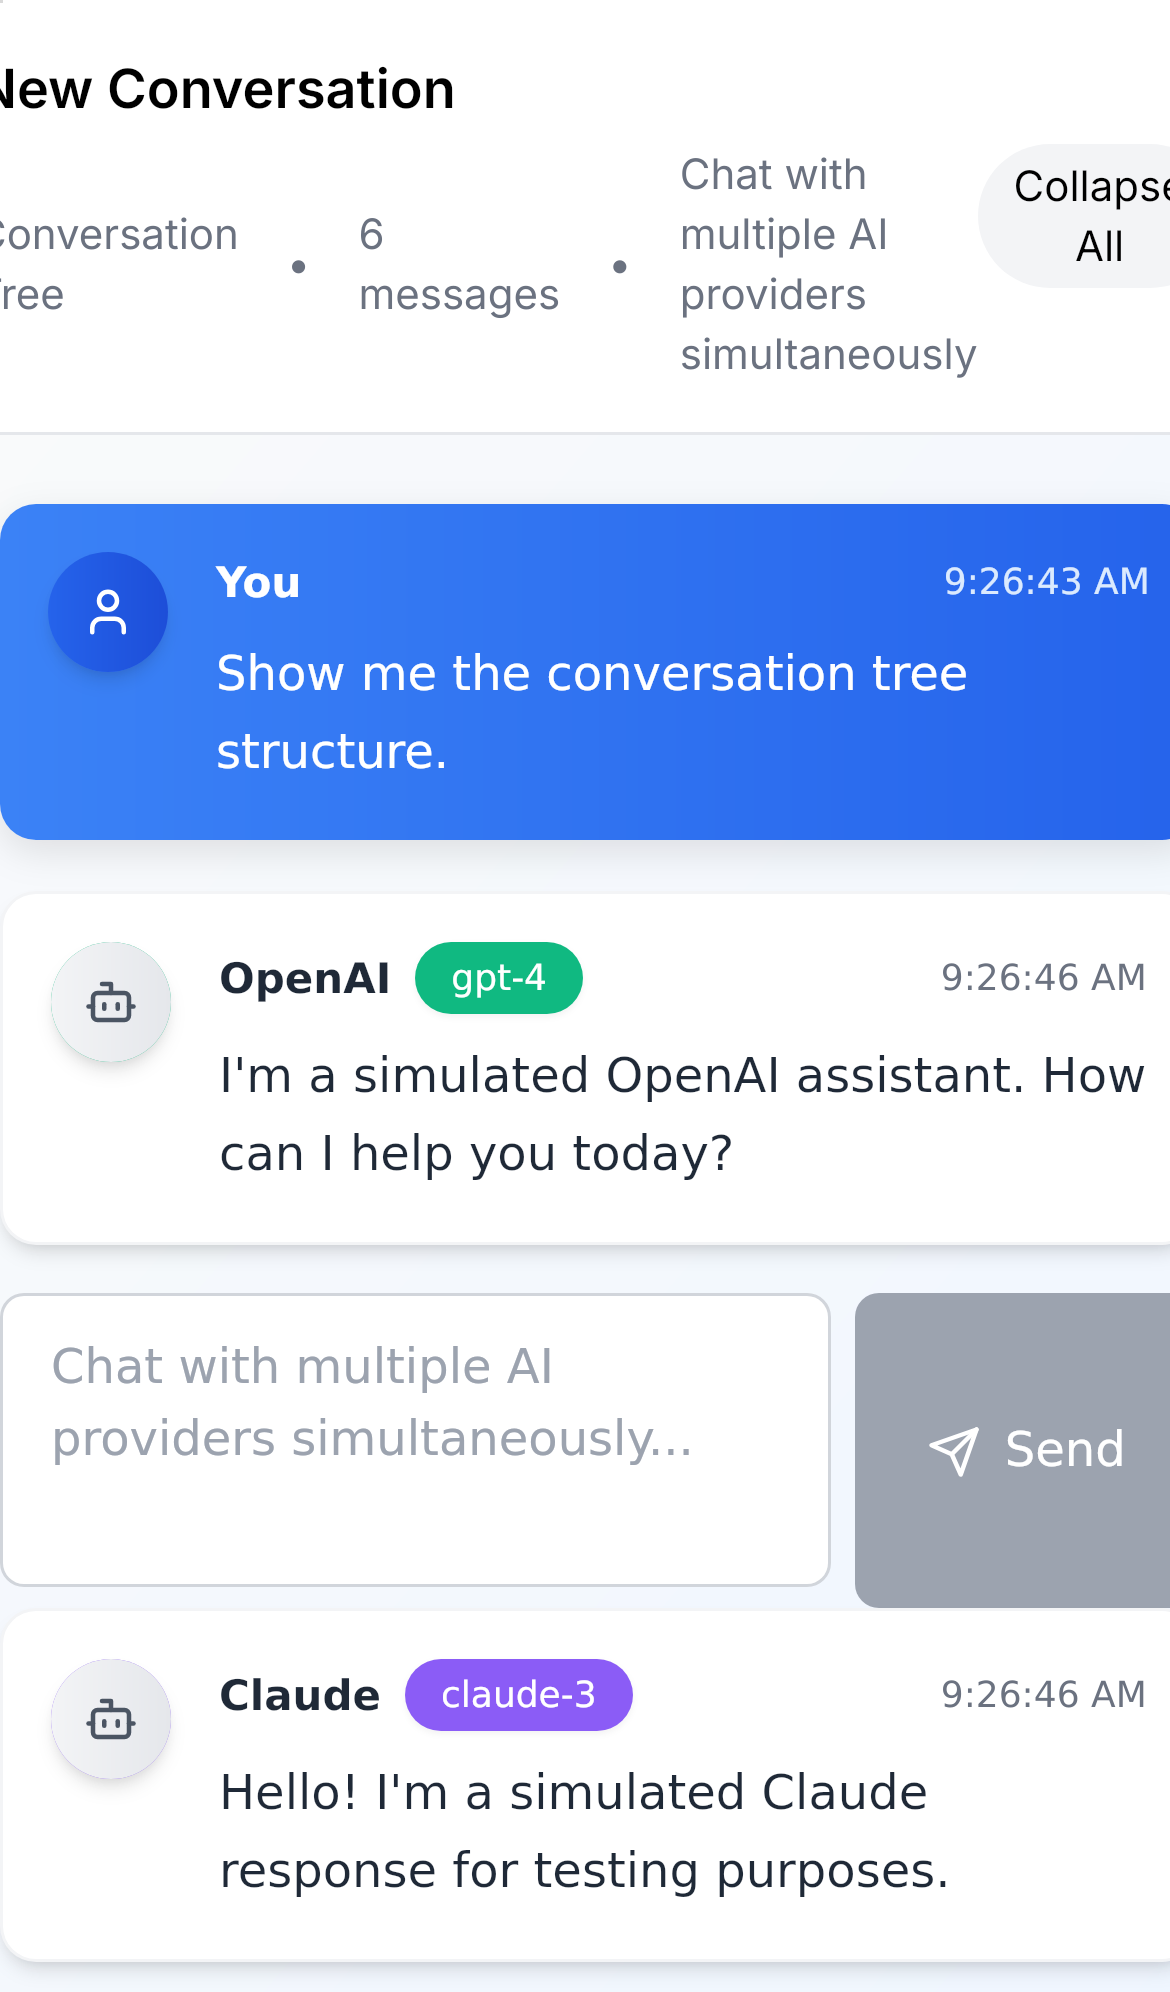 New Conversation
Conversation
Tree
•
6
messages
•
Chat with
multiple AI
providers
simultaneously
Collapse
All
You
9:26:43 AM
Show me the conversation tree
structure.
OpenAI gpt-4
9:26:46 AM
I'm a simulated OpenAI assistant. How
can I help you today?
Chat with multiple AI
providers simultaneously...
Send
Claude claude-3
9:26:46 AM
Hello! I'm a simulated Claude
response for testing purposes.